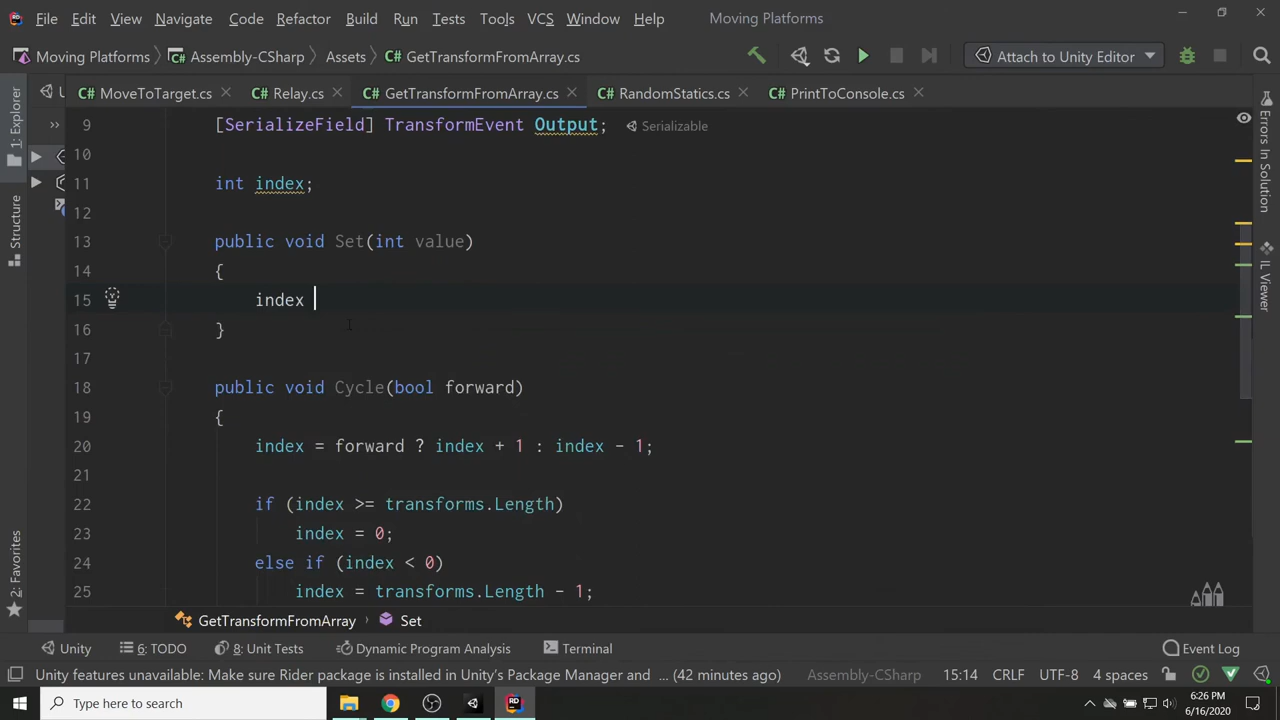 File Edit View Navigate Code Refactor Build Run Tests Tools VCS Window Help Moving Platforms
Moving Platforms Assembly-CSharp Assets GetTransformFromArray.cs Attach to Unity Editor
C# MoveToTarget.cs C# Relay.cs C# GetTransformFromArray.cs C# RandomStatics.cs C# PrintToConsole.cs
1: Explorer
Structure
2: Favorites
Errors In Solution
IL Viewer
9 [SerializeField] TransformEvent Output; Serializable
10
11 int index;
12
13 public void Set(int value)
14 {
15 index
16 }
17
18 public void Cycle(bool forward)
19 {
20 index = forward ? index + 1 : index - 1;
21
22 if (index >= transforms.Length)
23 index = 0;
24 else if (index < 0)
25 index = transforms.Length - 1;
GetTransformFromArray Set
Unity 6: TODO 8: Unit Tests Dynamic Program Analysis Terminal Event Log
Unity features unavailable: Make sure Rider package is installed in Unity's Package Manager and ... (42 minutes ago) Assembly-CSharp 15:14 CRLF UTF-8 4 spaces
Type here to search 6:26 PM
6/16/2020